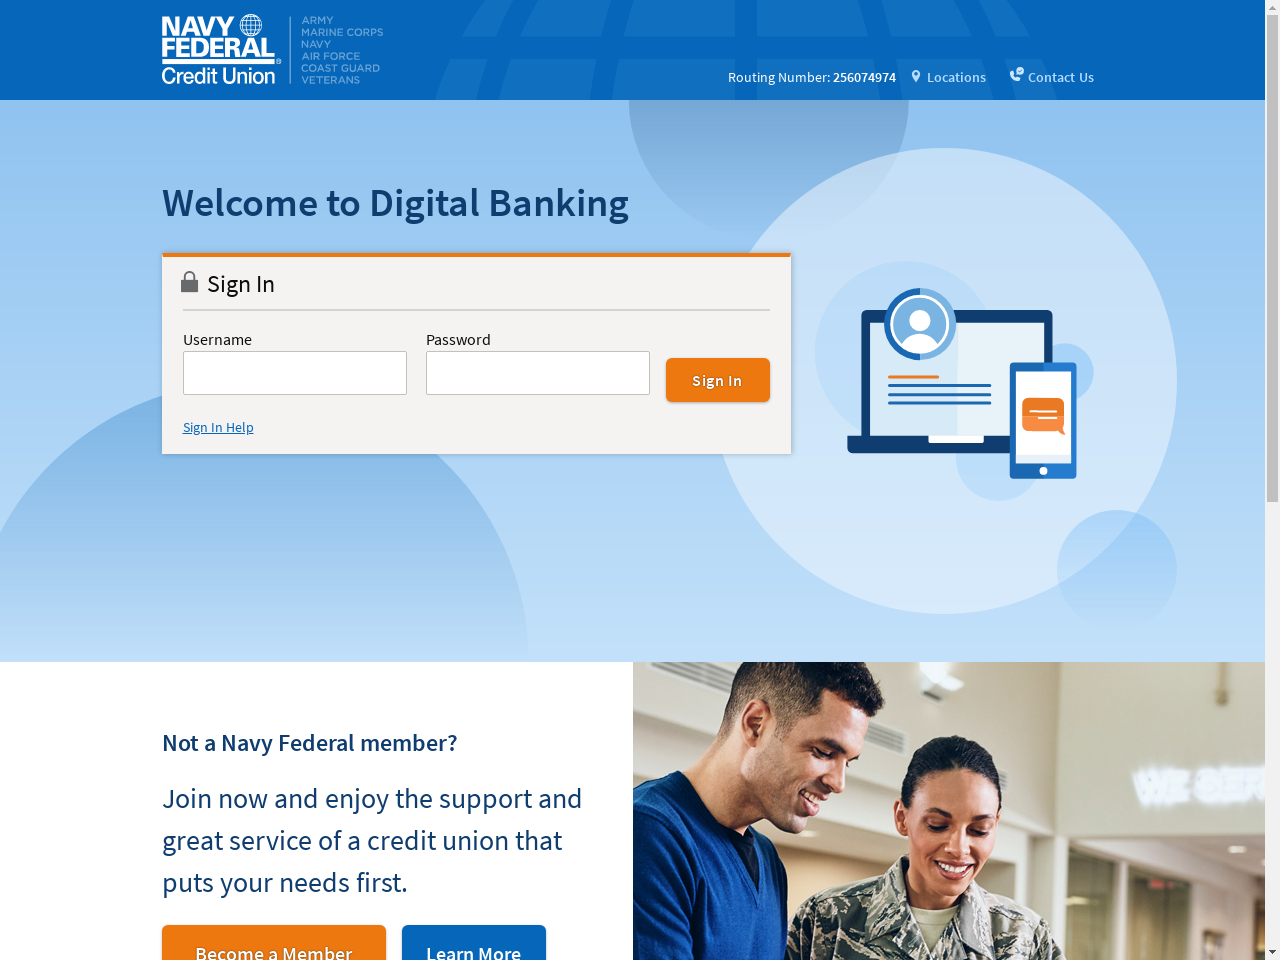 NAVY
FEDERAL®
Credit Union
ARMY
MARINE CORPS
NAVY
AIR FORCE
COAST GUARD
VETERANS
Routing Number: 256074974
Locations
Contact Us
Welcome to Digital Banking
Sign In
Username
Password
Sign In
Sign In Help
Not a Navy Federal member?
Join now and enjoy the support and
great service of a credit union that
puts your needs first.
Become a Member
Learn More
WE SER